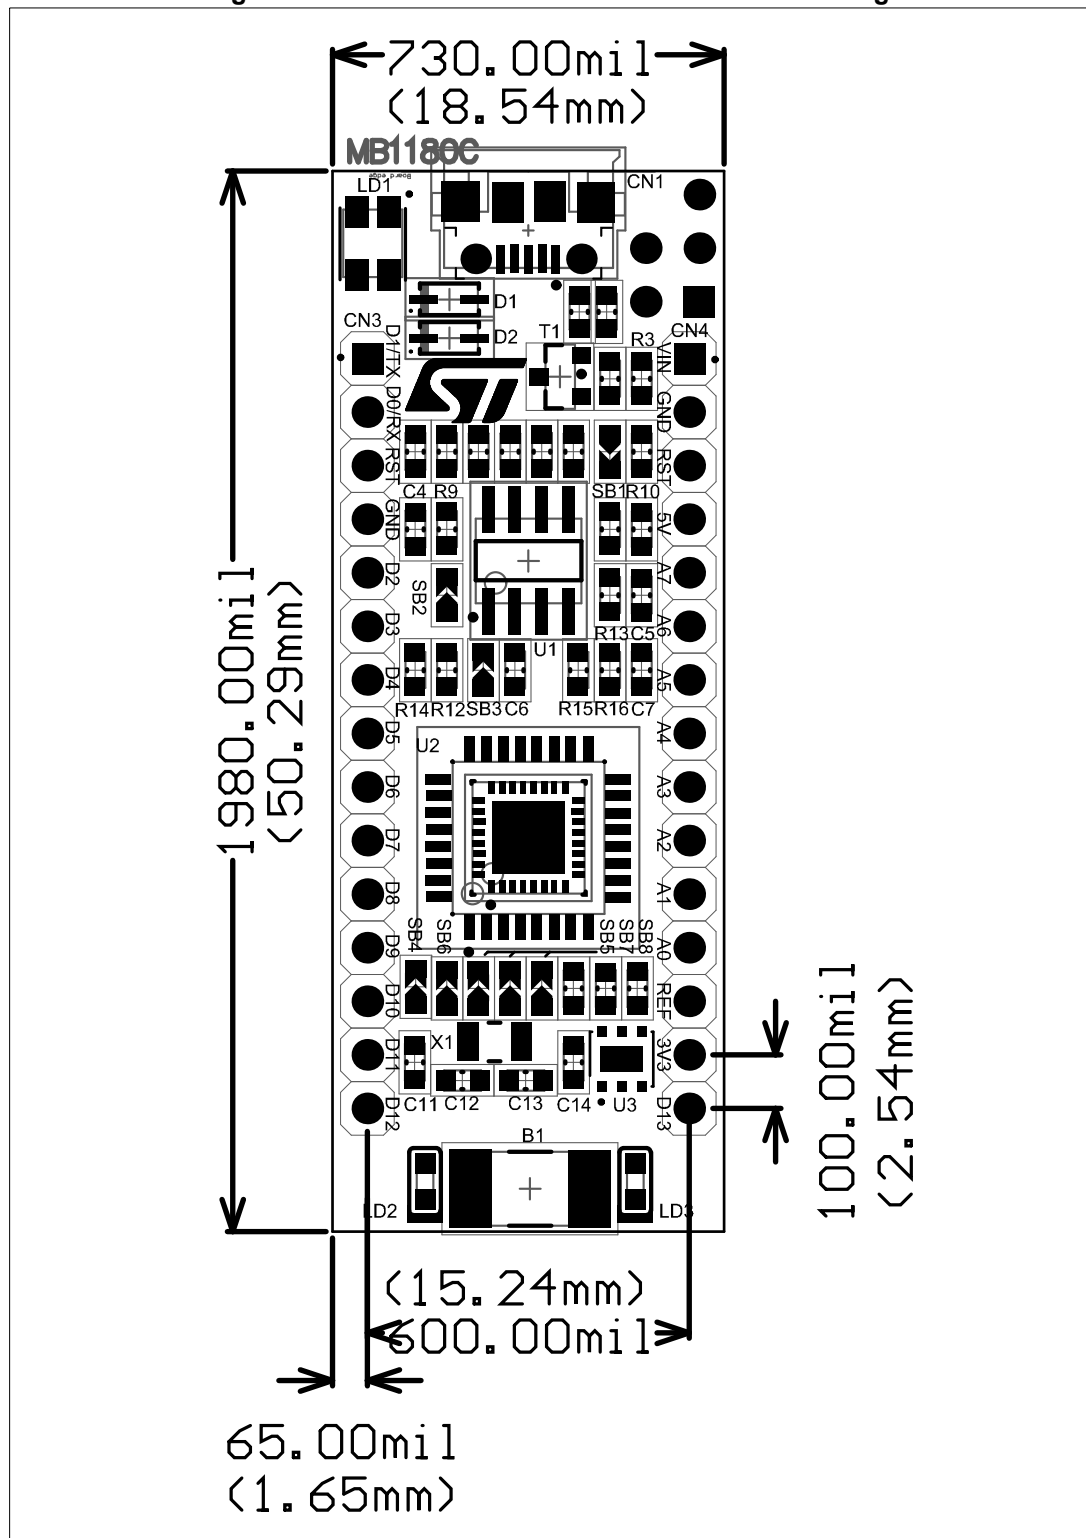 730.00mil
(18.54mm)
MB1180C
Board edge
LD1
CN1
D1
D2
CN3
T1
R3
CN4
D1/TX
D0/RX
RST
GND
D2
D3
D4
D5
D6
D7
D8
D9
D10
D11
D12
VIN
GND
RST
5V
A7
A6
A5
A4
A3
A2
A1
A0
REF
3V3
D13
ST
C4
R9
SB1
R10
SB2
R13
C5
U1
R14
R12
SB3
C6
R15
R16
C7
U2
SB4
SB6
SB5
SB7
SB8
X1
C11
C12
C13
C14
U3
B1
LD2
LD3
1980.00mil
(50.29mm)
100.00mil
(2.54mm)
(15.24mm)
600.00mil
65.00mil
(1.65mm)